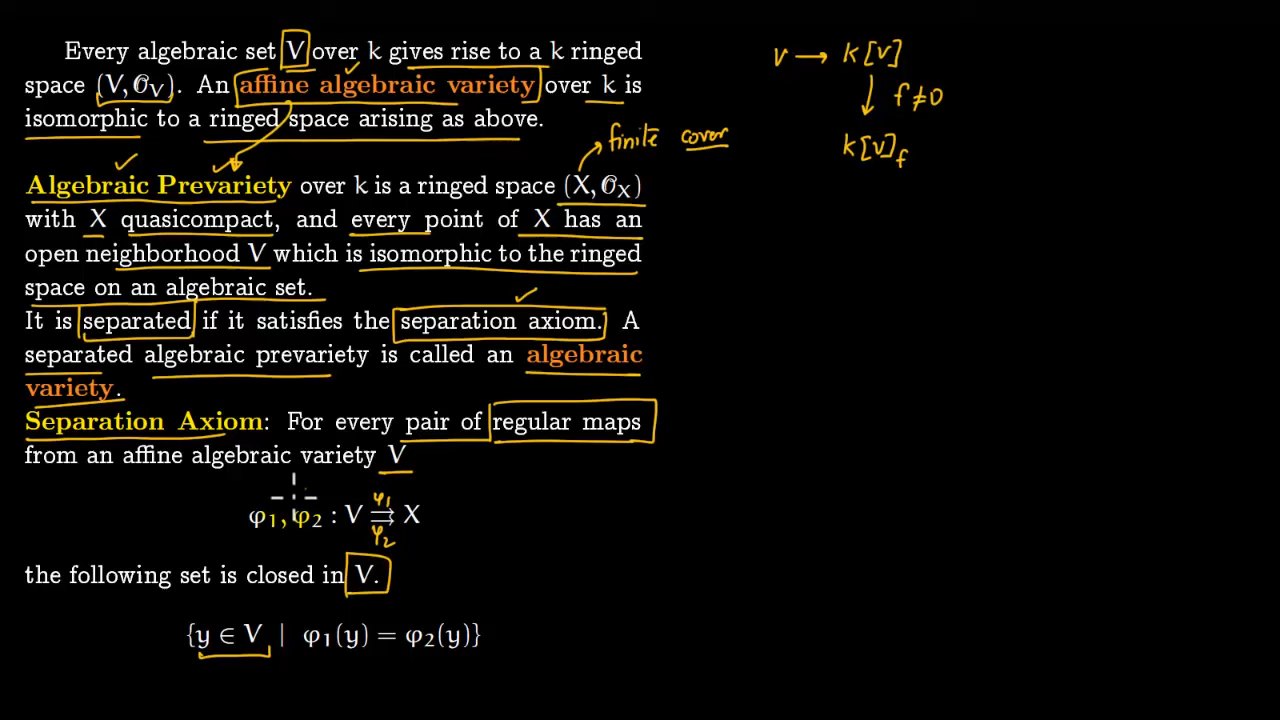 Every algebraic set V over k gives rise to a k ringed
space (V, 𝒪_V). An affine algebraic variety over k is
isomorphic to a ringed space arising as above.
Algebraic Prevariety over k is a ringed space (X, 𝒪_X)
with X quasicompact, and every point of X has an
open neighborhood V which is isomorphic to the ringed
space on an algebraic set.
It is separated if it satisfies the separation axiom. A
separated algebraic prevariety is called an algebraic
variety.
Separation Axiom: For every pair of regular maps
from an affine algebraic variety V
φ₁, φ₂ : V ⇉ X
φ₁
φ₂
the following set is closed in V.
{y ∈ V | φ₁(y) = φ₂(y)}
finite cover
V → k[V]
↓ f≠0
k[V]_f